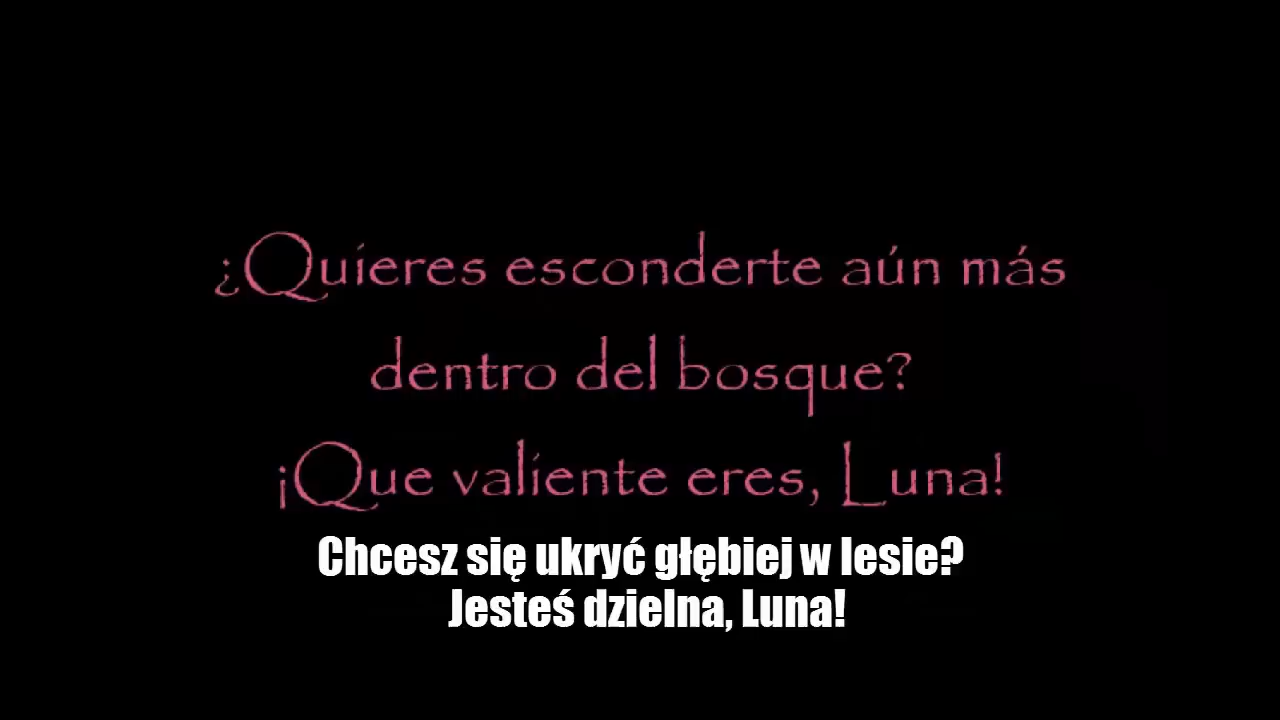 ¿Quieres esconderte aún más
dentro del bosque?
¡Que valiente eres, Luna!
Chcesz się ukryć głębiej w lesie?
Jesteś dzielna, Luna!